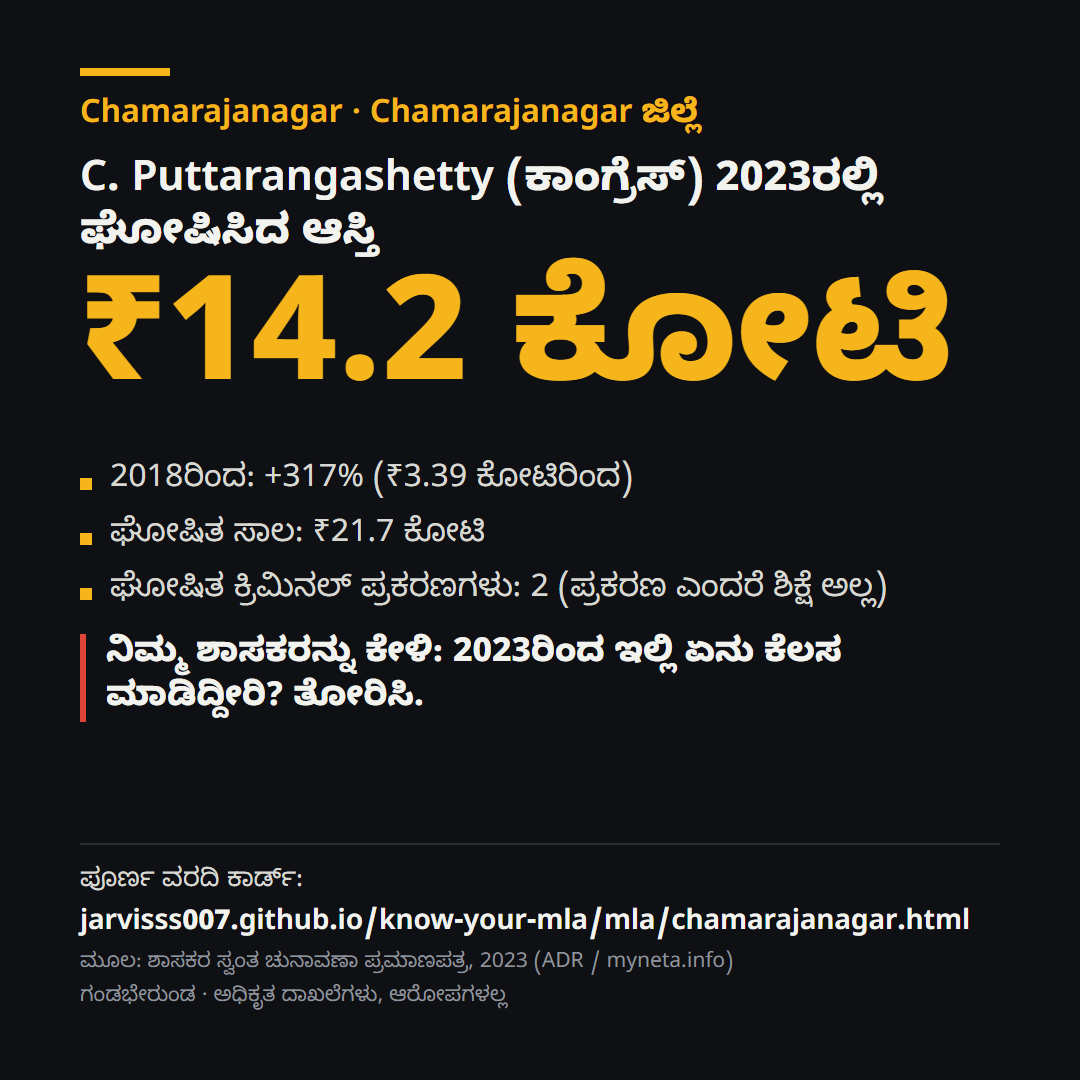 Chamarajanagar · Chamarajanagar ಜಿಲ್ಲೆ
C. Puttarangashetty (ಕಾಂಗ್ರೆಸ್) 2023ರಲ್ಲಿ
ಘೋಷಿಸಿದ ಆಸ್ತಿ
₹14.2 ಕೋಟಿ
2018ರಿಂದ: +317% (₹3.39 ಕೋಟಿರಿಂದ)
ಘೋಷಿತ ಸಾಲ: ₹21.7 ಕೋಟಿ
ಘೋಷಿತ ಕ್ರಿಮಿನಲ್ ಪ್ರಕರಣಗಳು: 2 (ಪ್ರಕರಣ ಎಂದರೆ ಶಿಕ್ಷೆ ಅಲ್ಲ)
ನಿಮ್ಮ ಶಾಸಕರನ್ನು ಕೇಳಿ: 2023ರಿಂದ ಇಲ್ಲಿ ಏನು ಕೆಲಸ
ಮಾಡಿದ್ದೀರಿ? ತೋರಿಸಿ.
ಪೂರ್ಣ ವರದಿ ಕಾರ್ಡ್:
jarvisss007.github.io/know-your-mla/mla/chamarajanagar.html
ಮೂಲ: ಶಾಸಕರ ಸ್ವಂತ ಚುನಾವಣಾ ಪ್ರಮಾಣಪತ್ರ, 2023 (ADR / myneta.info)
ಗಂಡಭೇರುಂಡ · ಅಧಿಕೃತ ದಾಖಲೆಗಳು, ಆರೋಪಗಳಲ್ಲ